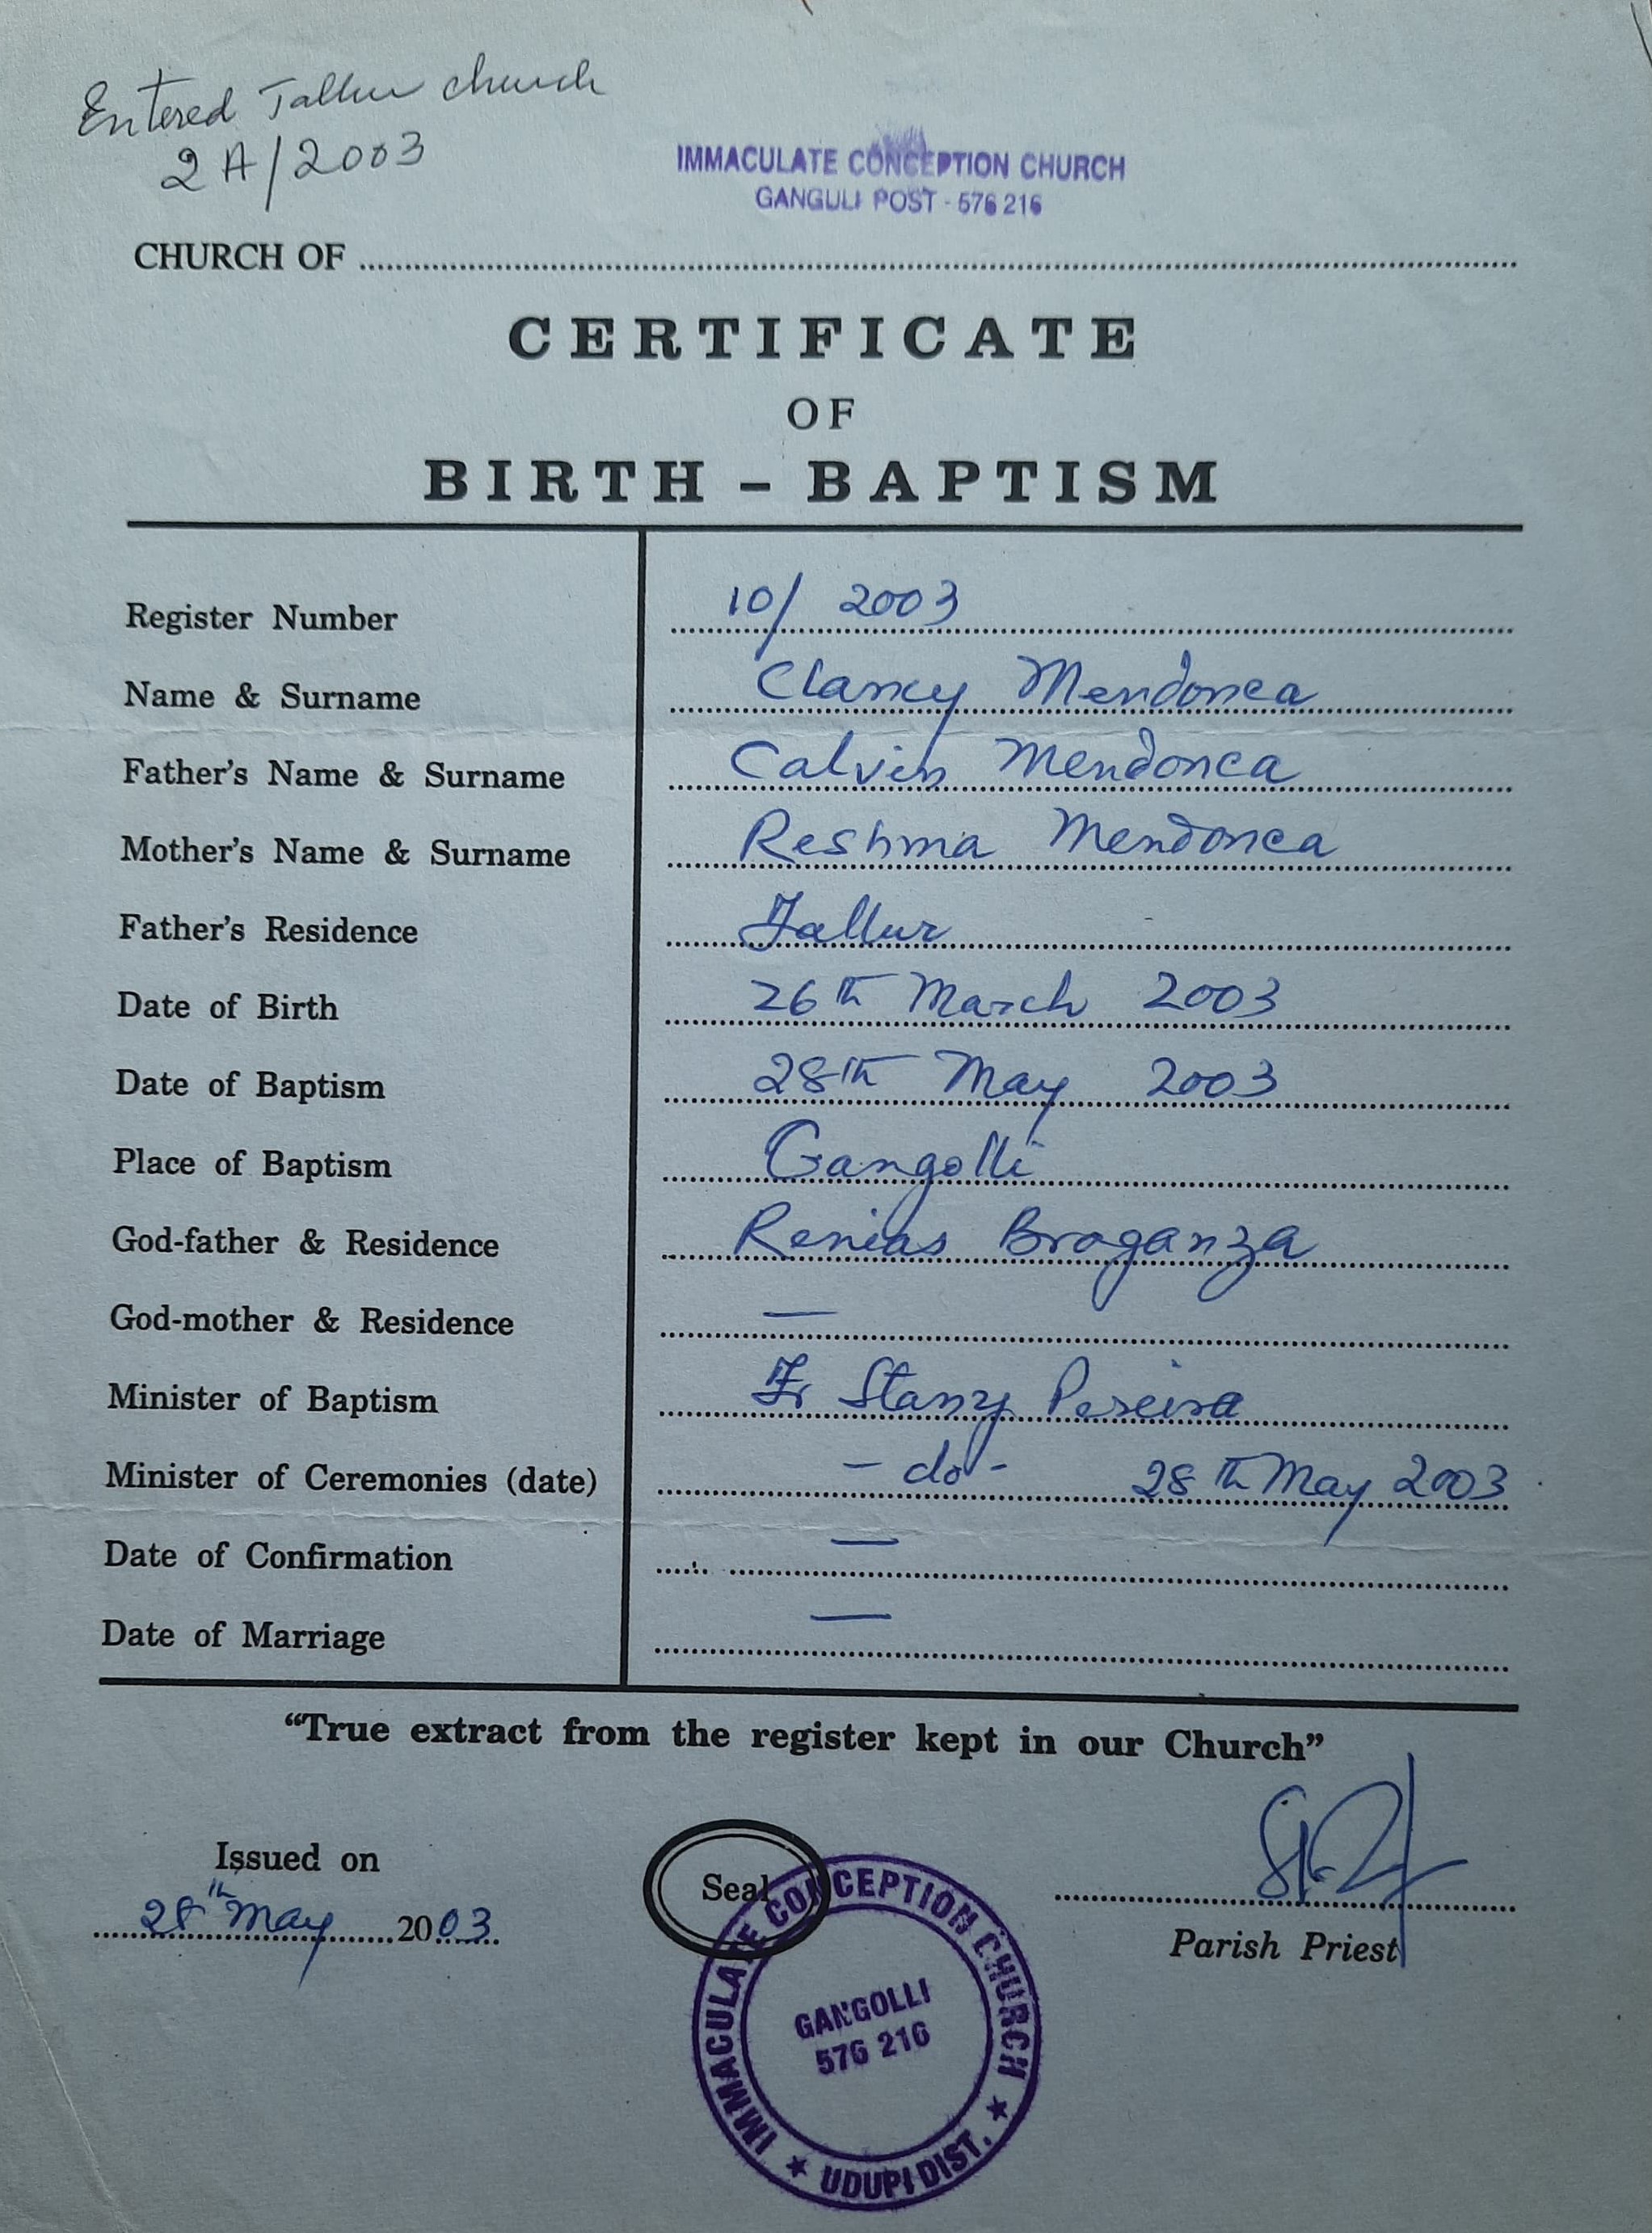 Entered Tallur church
2A/2003
IMMACULATE CONCEPTION CHURCH
GANGULI POST - 576 216
CHURCH OF
CERTIFICATE
OF
BIRTH - BAPTISM
Register Number 10/ 2003
Name & Surname Clancy Mendonca
Father's Name & Surname Calvin Mendonca
Mother's Name & Surname Reshma Mendonca
Father's Residence Tallur
Date of Birth 26th March 2003
Date of Baptism 28th May 2003
Place of Baptism Gangolli
God-father & Residence Renias Braganza
God-mother & Residence —
Minister of Baptism Fr Stany Pereira
Minister of Ceremonies (date) - do - 28th May 2003
Date of Confirmation —
Date of Marriage —
"True extract from the register kept in our Church"
Issued on
28th May 2003
Seal
Parish Priest
IMMACULATE CONCEPTION CHURCH
GANGOLLI
576 216
★ UDUPI DIST. ★